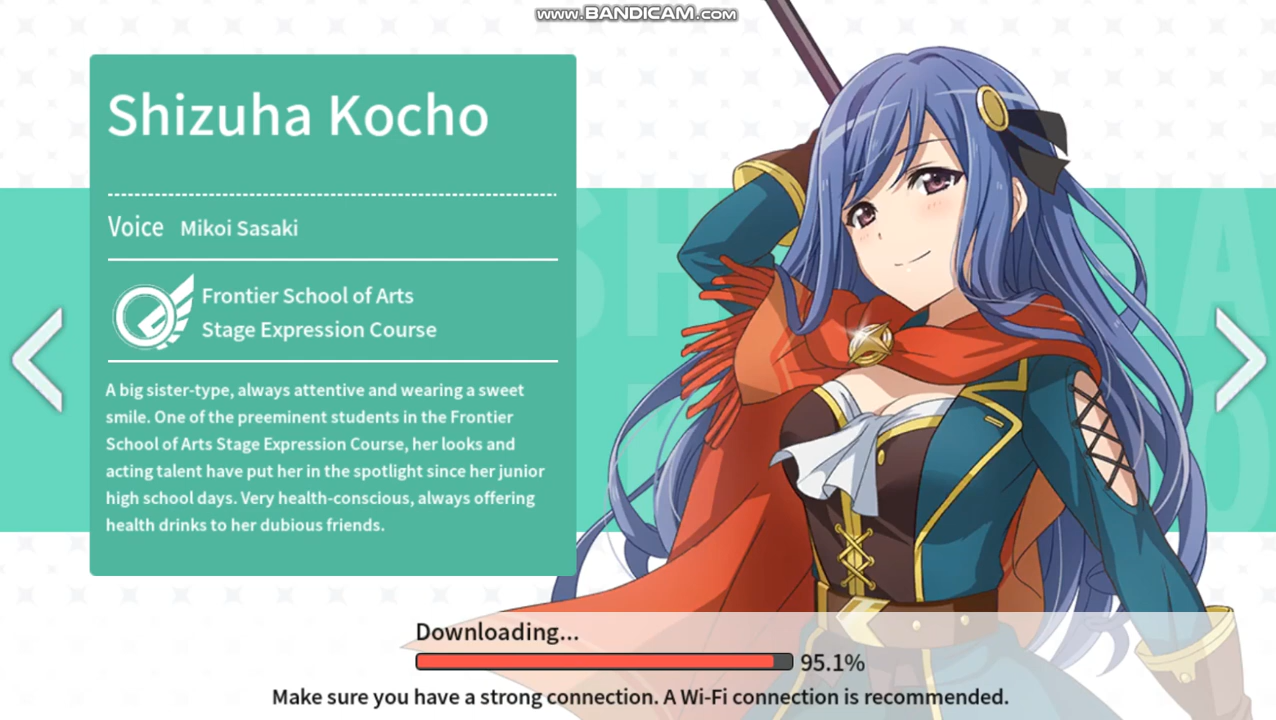 www.BANDICAM.com
Shizuha Kocho
Voice Mikoi Sasaki
Frontier School of Arts
Stage Expression Course
A big sister-type, always attentive and wearing a sweet
smile. One of the preeminent students in the Frontier
School of Arts Stage Expression Course, her looks and
acting talent have put her in the spotlight since her junior
high school days. Very health-conscious, always offering
health drinks to her dubious friends.
Downloading...
95.1%
Make sure you have a strong connection. A Wi-Fi connection is recommended.